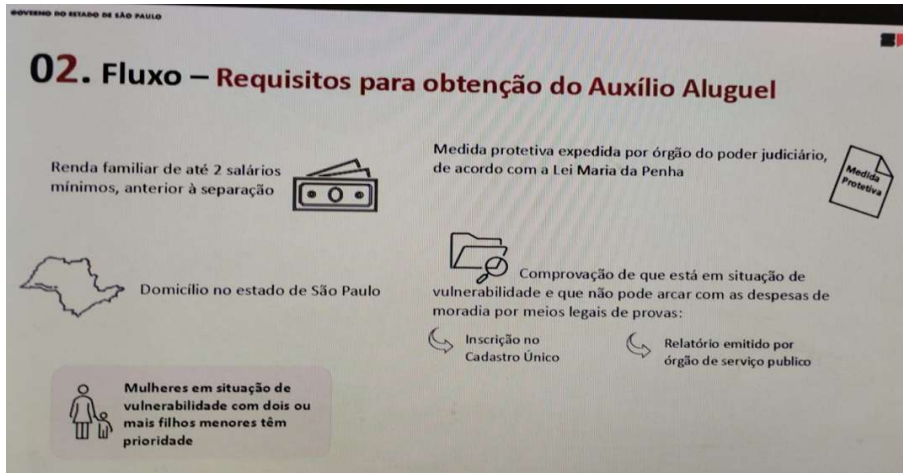 GOVERNO DO ESTADO DE SÃO PAULO
02. Fluxo – Requisitos para obtenção do Auxílio Aluguel
Renda familiar de até 2 salários
mínimos, anterior à separação
Medida protetiva expedida por órgão do poder judiciário,
de acordo com a Lei Maria da Penha
Medida
Protetiva
Domicílio no estado de São Paulo
Comprovação de que está em situação de
vulnerabilidade e que não pode arcar com as despesas de
moradia por meios legais de provas:
Inscrição no
Cadastro Único
Relatório emitido por
órgão de serviço publico
Mulheres em situação de
vulnerabilidade com dois ou
mais filhos menores têm
prioridade